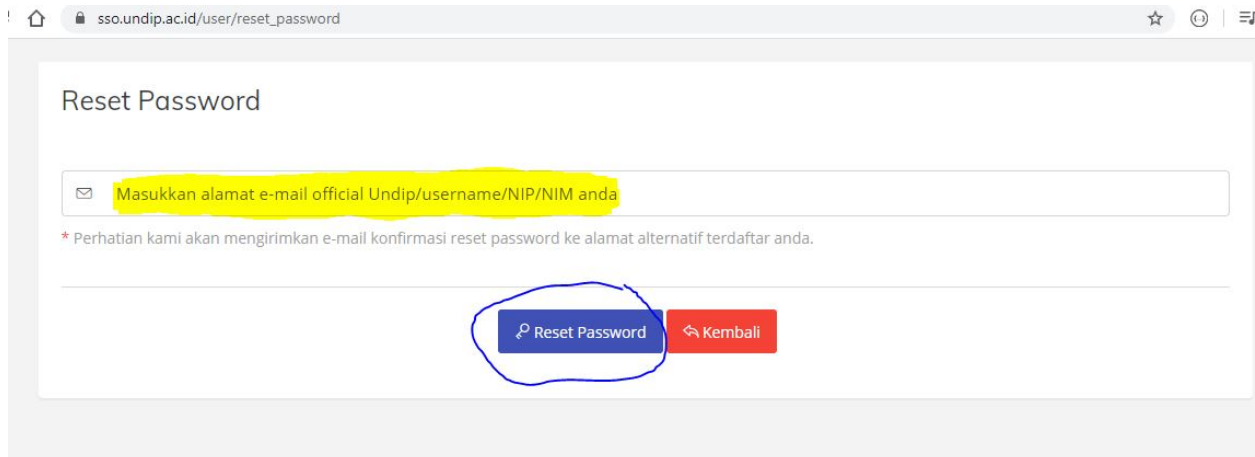 sso.undip.ac.id/user/reset_password
Reset Password
Masukkan alamat e-mail official Undip/username/NIP/NIM anda
* Perhatian kami akan mengirimkan e-mail konfirmasi reset password ke alamat alternatif terdaftar anda.
Reset Password Kembali